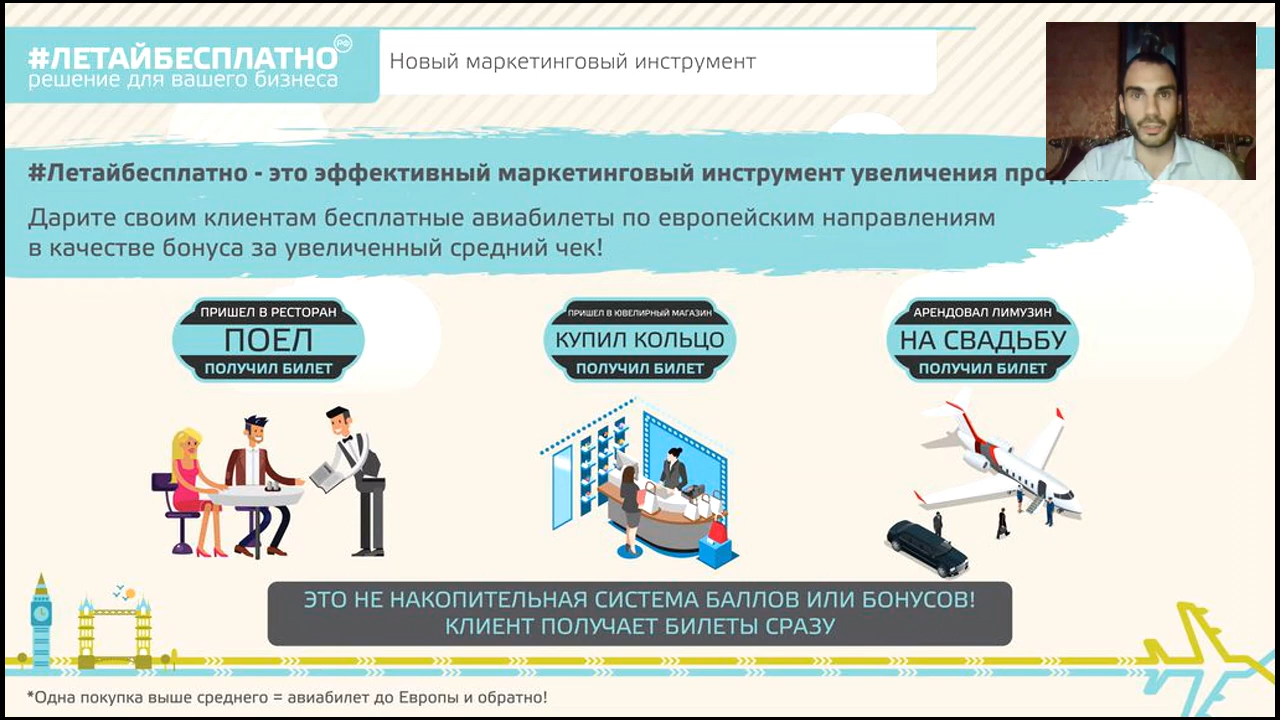 #ЛЕТАЙБЕСПЛАТНО РФ
решение для вашего бизнеса
Новый маркетинговый инструмент
#Летайбесплатно - это эффективный маркетинговый инструмент увеличения
Дарите своим клиентам бесплатные авиабилеты по европейским направлениям
в качестве бонуса за увеличенный средний чек!
ПРИШЕЛ В РЕСТОРАН
ПОЕЛ
ПОЛУЧИЛ БИЛЕТ
ПРИШЕЛ В ЮВЕЛИРНЫЙ МАГАЗИН
КУПИЛ КОЛЬЦО
ПОЛУЧИЛ БИЛЕТ
АРЕНДОВАЛ ЛИМУЗИН
НА СВАДЬБУ
ПОЛУЧИЛ БИЛЕТ
ЭТО НЕ НАКОПИТЕЛЬНАЯ СИСТЕМА БАЛЛОВ ИЛИ БОНУСОВ!
КЛИЕНТ ПОЛУЧАЕТ БИЛЕТЫ СРАЗУ
*Одна покупка выше среднего = авиабилет до Европы и обратно!